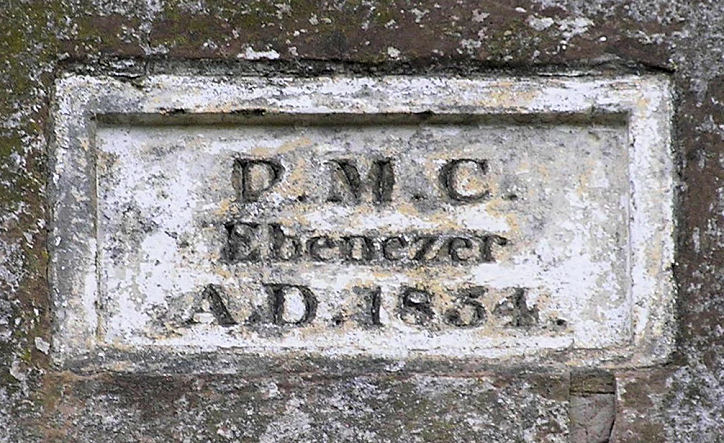 P.M.C.
Ebenezer
A.D. 1834.